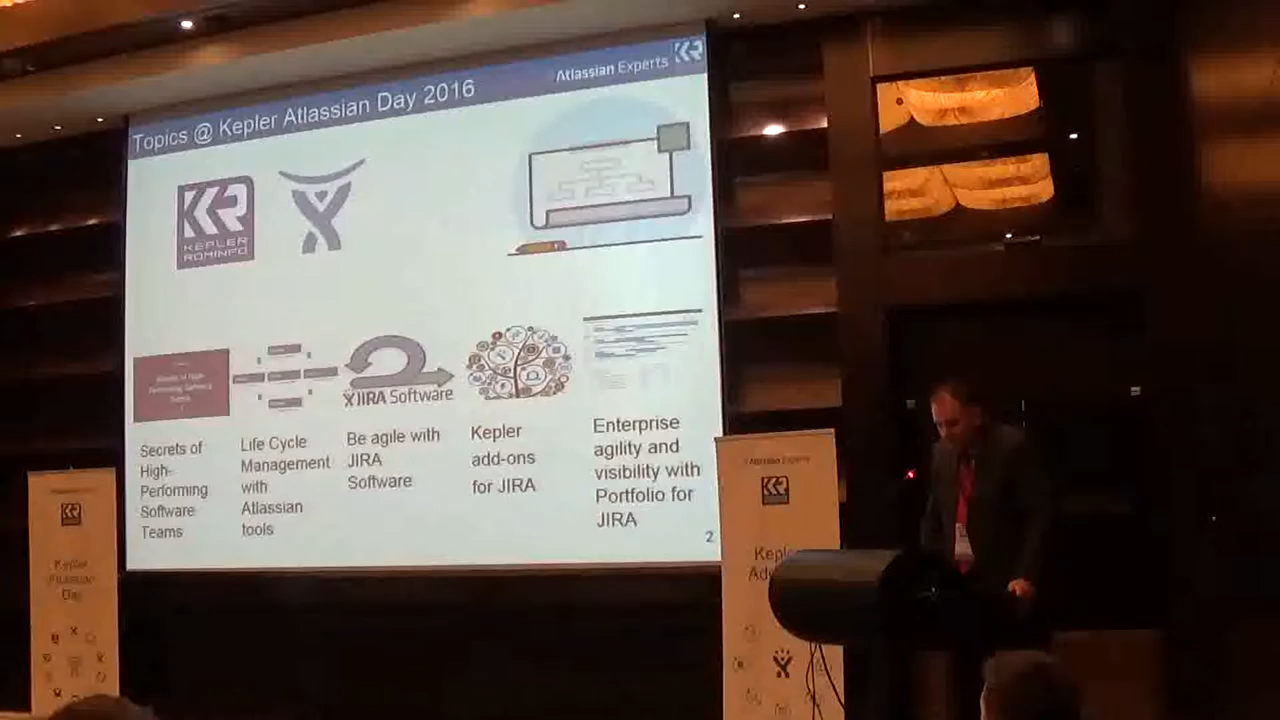 Topics @ Kepler Atlassian Day 2016
Atlassian Experts
KEPLER
ROMINFO
JIRA Software
Secrets of
High-
Performing
Software
Teams
Life Cycle
Management
with
Atlassian
tools
Be agile with
JIRA
Software
Kepler
add-ons
for JIRA
Enterprise
agility and
visibility with
Portfolio for
JIRA
2
Kepler
Atlassian
Day
Atlassian Experts